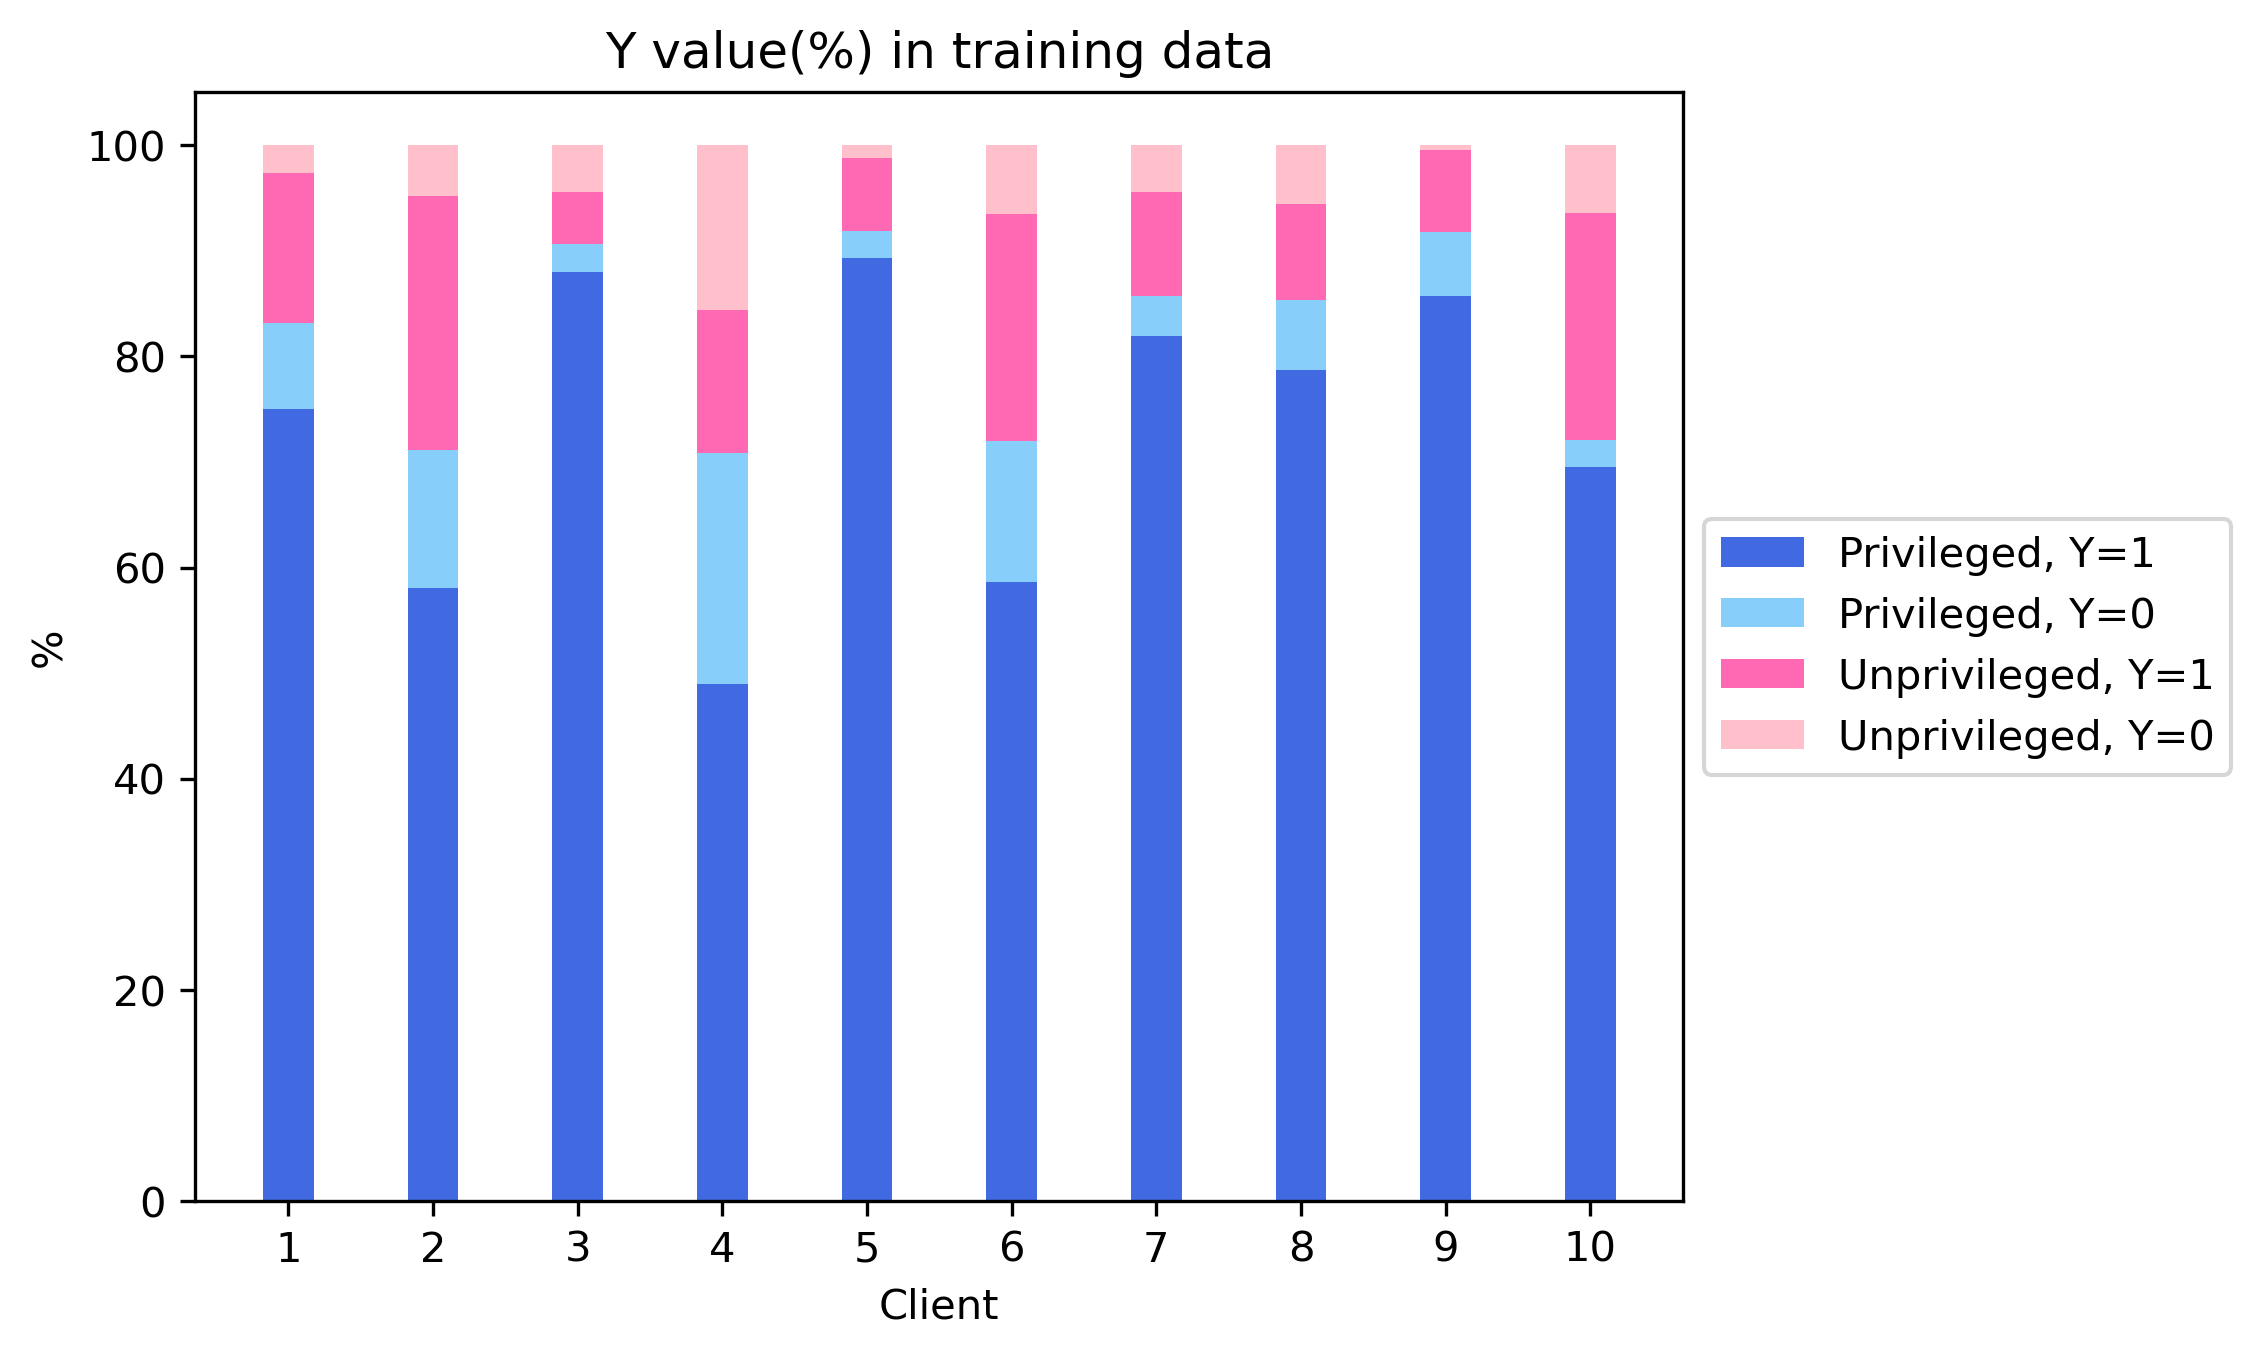 Y value(%) in training data
100
80
60
40
20
0
%
1 2 3 4 5 6 7 8 9 10
Client
Privileged, Y=1
Privileged, Y=0
Unprivileged, Y=1
Unprivileged, Y=0